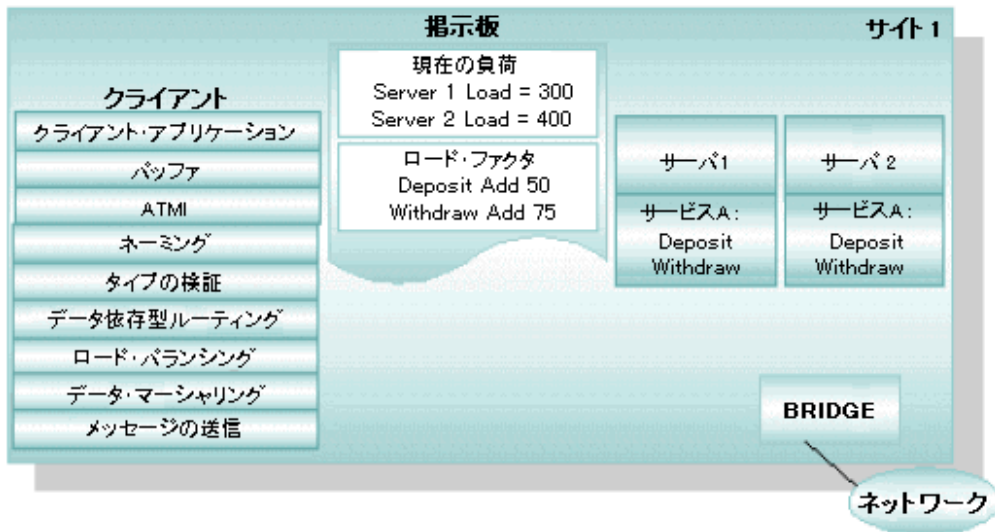 掲示板
サイト 1
現在の負荷
Server 1 Load = 300
Server 2 Load = 400
ロード・ファクタ
Deposit Add 50
Withdraw Add 75
クライアント
クライアント・アプリケーション
バッファ
ATMI
ネーミング
タイプの検証
データ依存型ルーティング
ロード・バランシング
データ・マーシャリング
メッセージの送信
サーバ1
サービスA:
Deposit
Withdraw
サーバ 2
サービスA:
Deposit
Withdraw
BRIDGE
ネットワーク